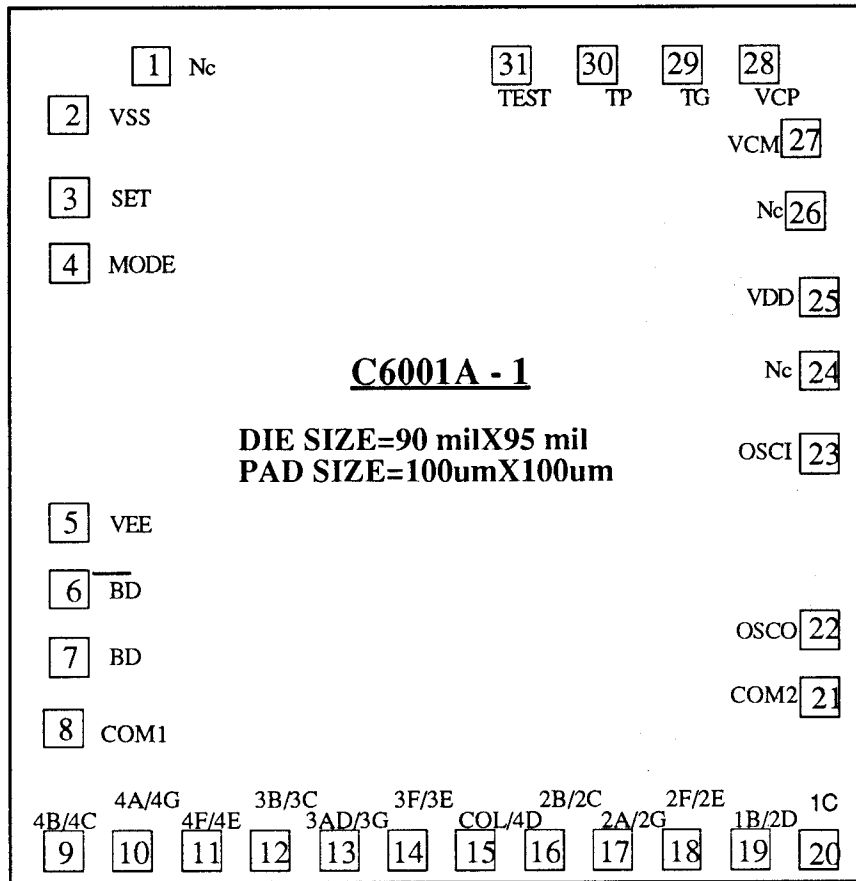 1 Nc 31 30 29 28
TEST TP TG VCP
2 VSS
VCM 27
3 SET
Nc 26
4 MODE
VDD 25
C6001A - 1
Nc 24
DIE SIZE=90 milX95 mil
OSCI 23
PAD SIZE=100umX100um
5 VEE
6 BD
OSCO 22
7 BD
COM2 21
8 COM1
4A/4G 3B/3C 3F/3E 2B/2C 2F/2E 1C
4B/4C 4F/4E 3AD/3G COL/4D 2A/2G 1B/2D
9 10 11 12 13 14 15 16 17 18 19 20